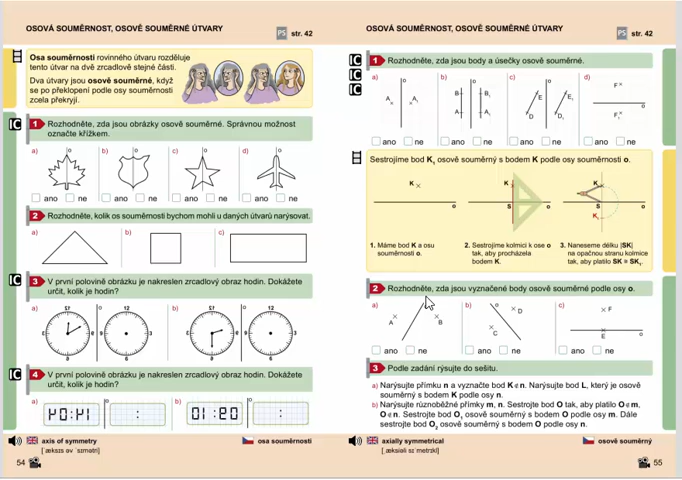 OSOVÁ SOUMĚRNOST, OSOVĚ SOUMĚRNÉ ÚTVARY
PS str. 42
Osa souměrnosti rovinného útvaru rozděluje
tento útvar na dvě zrcadlově stejné části.
Dva útvary jsou osově souměrné, když
se po překlopení podle osy souměrnosti
zcela překryjí.
1 Rozhodněte, zda jsou obrázky osově souměrné. Správnou možnost
označte křížkem.
a) o b) o c) o d) o
ano ne ano ne ano ne ano ne
2 Rozhodněte, kolik os souměrnosti bychom mohli u daných útvarů narýsovat.
a) b) c)
3 V první polovině obrázku je nakreslen zrcadlový obraz hodin. Dokážete
určit, kolik je hodin?
a) o b) o
12 12
9 3 9 3
6 6
4 V první polovině obrázku je nakreslen zrcadlový obraz hodin. Dokážete
určit, kolik je hodin?
a) o : b) o :
axis of symmetry
osa souměrnosti
54
OSOVÁ SOUMĚRNOST, OSOVĚ SOUMĚRNÉ ÚTVARY
PS str. 42
1 Rozhodněte, zda jsou body a úsečky osově souměrné.
a) b) c) d)
o A A1
o B B1 A A1
o E E1 D D1
F o F1
ano ne ano ne ano ne ano ne
Sestrojíme bod K1 osově souměrný s bodem K podle osy souměrnosti o.
K o
K S o
K S o K1
1. Máme bod K a osu
souměrnosti o.
2. Sestrojíme kolmici k ose o
tak, aby procházela
bodem K.
3. Naneseme délku |SK|
na opačnou stranu kolmice
tak, aby platilo SK ≅ SK1.
2 Rozhodněte, zda jsou vyznačené body osově souměrné podle osy o.
a) b) c)
A B
o D C
F E o
ano ne ano ne ano ne
3 Podle zadání rýsujte do sešitu.
a) Narýsujte přímku n a vyznačte bod K ∉ n. Narýsujte bod L, který je osově
souměrný s bodem K podle osy n.
b) Narýsujte různoběžné přímky m, n. Sestrojte bod O tak, aby platilo O ∉ m,
O ∉ n. Sestrojte bod O1 osově souměrný s bodem O podle osy m. Dále
sestrojte bod O2 osově souměrný s bodem O podle osy n.
axially symmetrical
osově souměrný
55